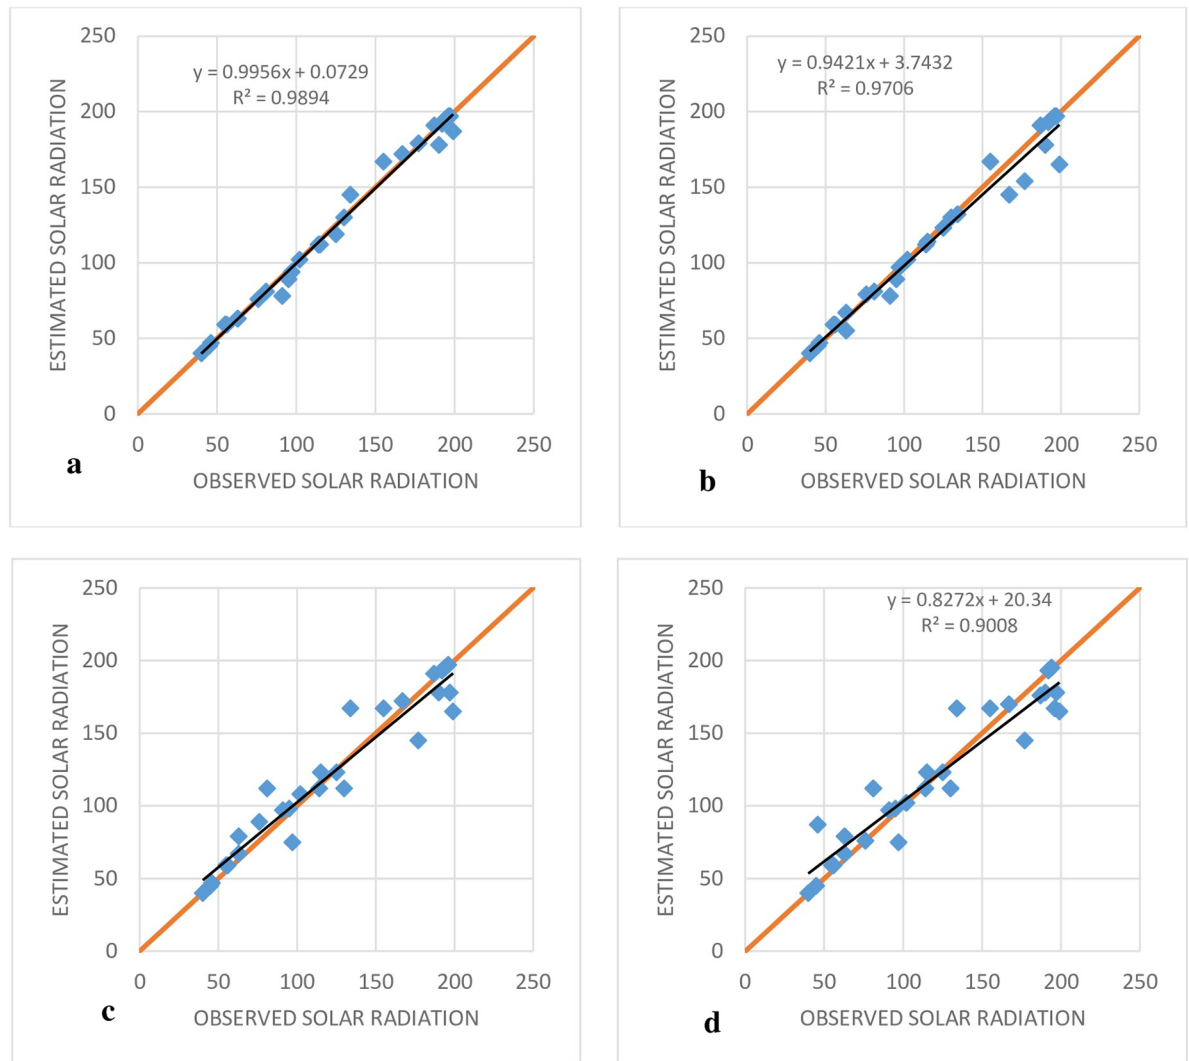 250
200
150
100
50
0
y = 0.9956x + 0.0729
R² = 0.9894
ESTIMATED SOLAR RADIATION
0 50 100 150 200 250
OBSERVED SOLAR RADIATION
a
250
200
150
100
50
0
y = 0.9421x + 3.7432
R² = 0.9706
ESTIMATED SOLAR RADIATION
0 50 100 150 200 250
OBSERVED SOLAR RADIATION
b
250
200
150
100
50
0
ESTIMATED SOLAR RADIATION
0 50 100 150 200 250
OBSERVED SOLAR RADIATION
c
250
200
150
100
50
0
y = 0.8272x + 20.34
R² = 0.9008
ESTIMATED SOLAR RADIATION
0 50 100 150 200 250
OBSERVED SOLAR RADIATION
d